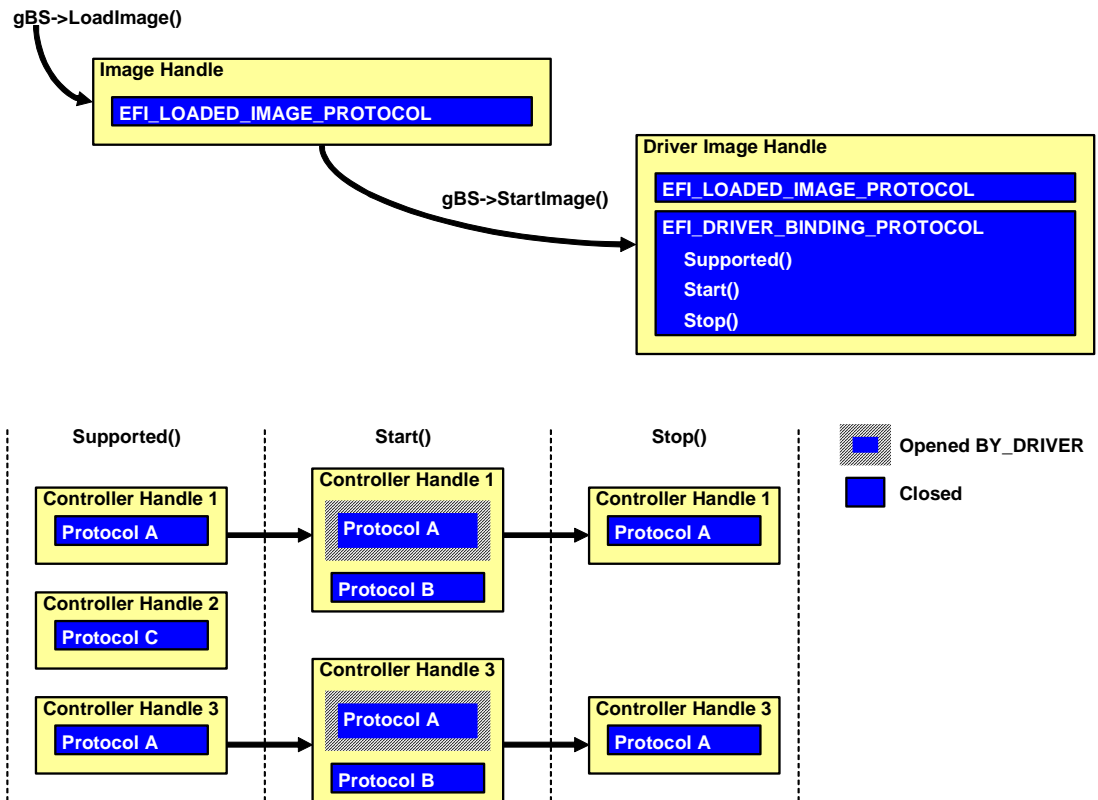 gBS->LoadImage()
Image Handle
EFI_LOADED_IMAGE_PROTOCOL
gBS->StartImage()
Driver Image Handle
EFI_LOADED_IMAGE_PROTOCOL
EFI_DRIVER_BINDING_PROTOCOL
Supported()
Start()
Stop()
Supported()
Start()
Stop()
Opened BY_DRIVER
Closed
Controller Handle 1
Protocol A
Controller Handle 1
Protocol A
Protocol B
Controller Handle 1
Protocol A
Controller Handle 2
Protocol C
Controller Handle 3
Protocol A
Controller Handle 3
Protocol A
Protocol B
Controller Handle 3
Protocol A